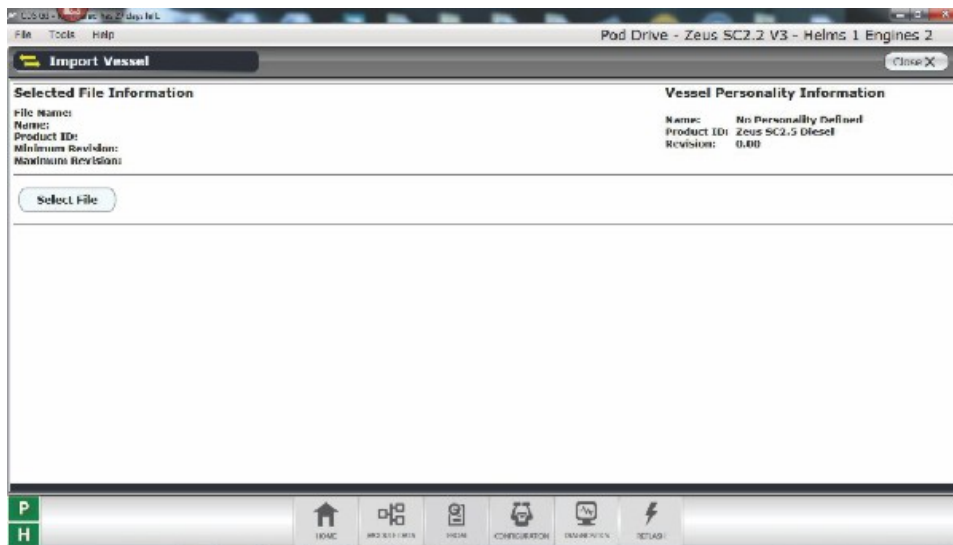 File Tools Help
Pod Drive - Zeus SC2.2 V3 - Helms 1 Engines 2
Import Vessel
Close X
Selected File Information
File Name:
Name:
Product ID:
Minimum Revision:
Maximum Revision:
Vessel Personality Information
Name: No Personality Defined
Product ID: Zeus SC2.5 Diesel
Revision: 0.00
Select File
P
H
HOME
CONFIGURATION
DIAGNOSTICS
REFLASH